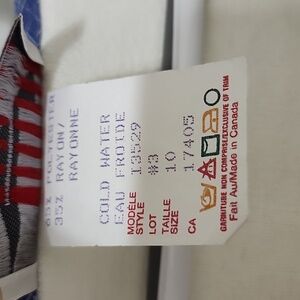 65% POLYESTER
35% RAYON/
RAYONNE
COLD WATER
EAU FROIDE
MODÈLE
STYLE 13529
LOT #3
TAILLE
SIZE 10
CA 17405
GARNITURE NON COMPRISE/EXCLUSIVE OF TRIM
Fait Au/Made in Canada